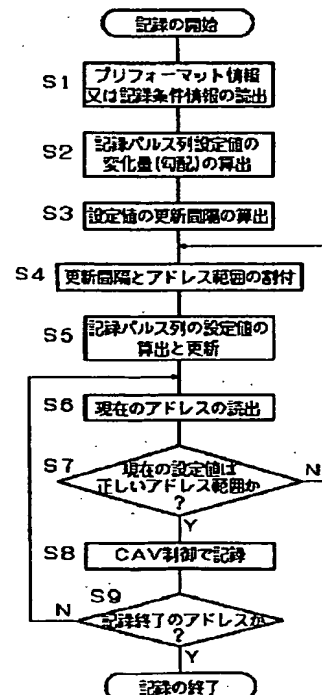 記録の開始
S1
プリフォーマット情報
又は記録条件情報の読出
S2
記録パルス列設定値の
変化量(勾配)の算出
S3
設定値の更新間隔の算出
S4
更新間隔とアドレス範囲の割付
S5
記録パルス列の設定値の
算出と更新
S6
現在のアドレスの読出
S7
現在の設定値は
正しいアドレス範囲か
?
N
Y
S8
CAV制御で記録
S9
N
記録終了のアドレスか
?
Y
記録の終了